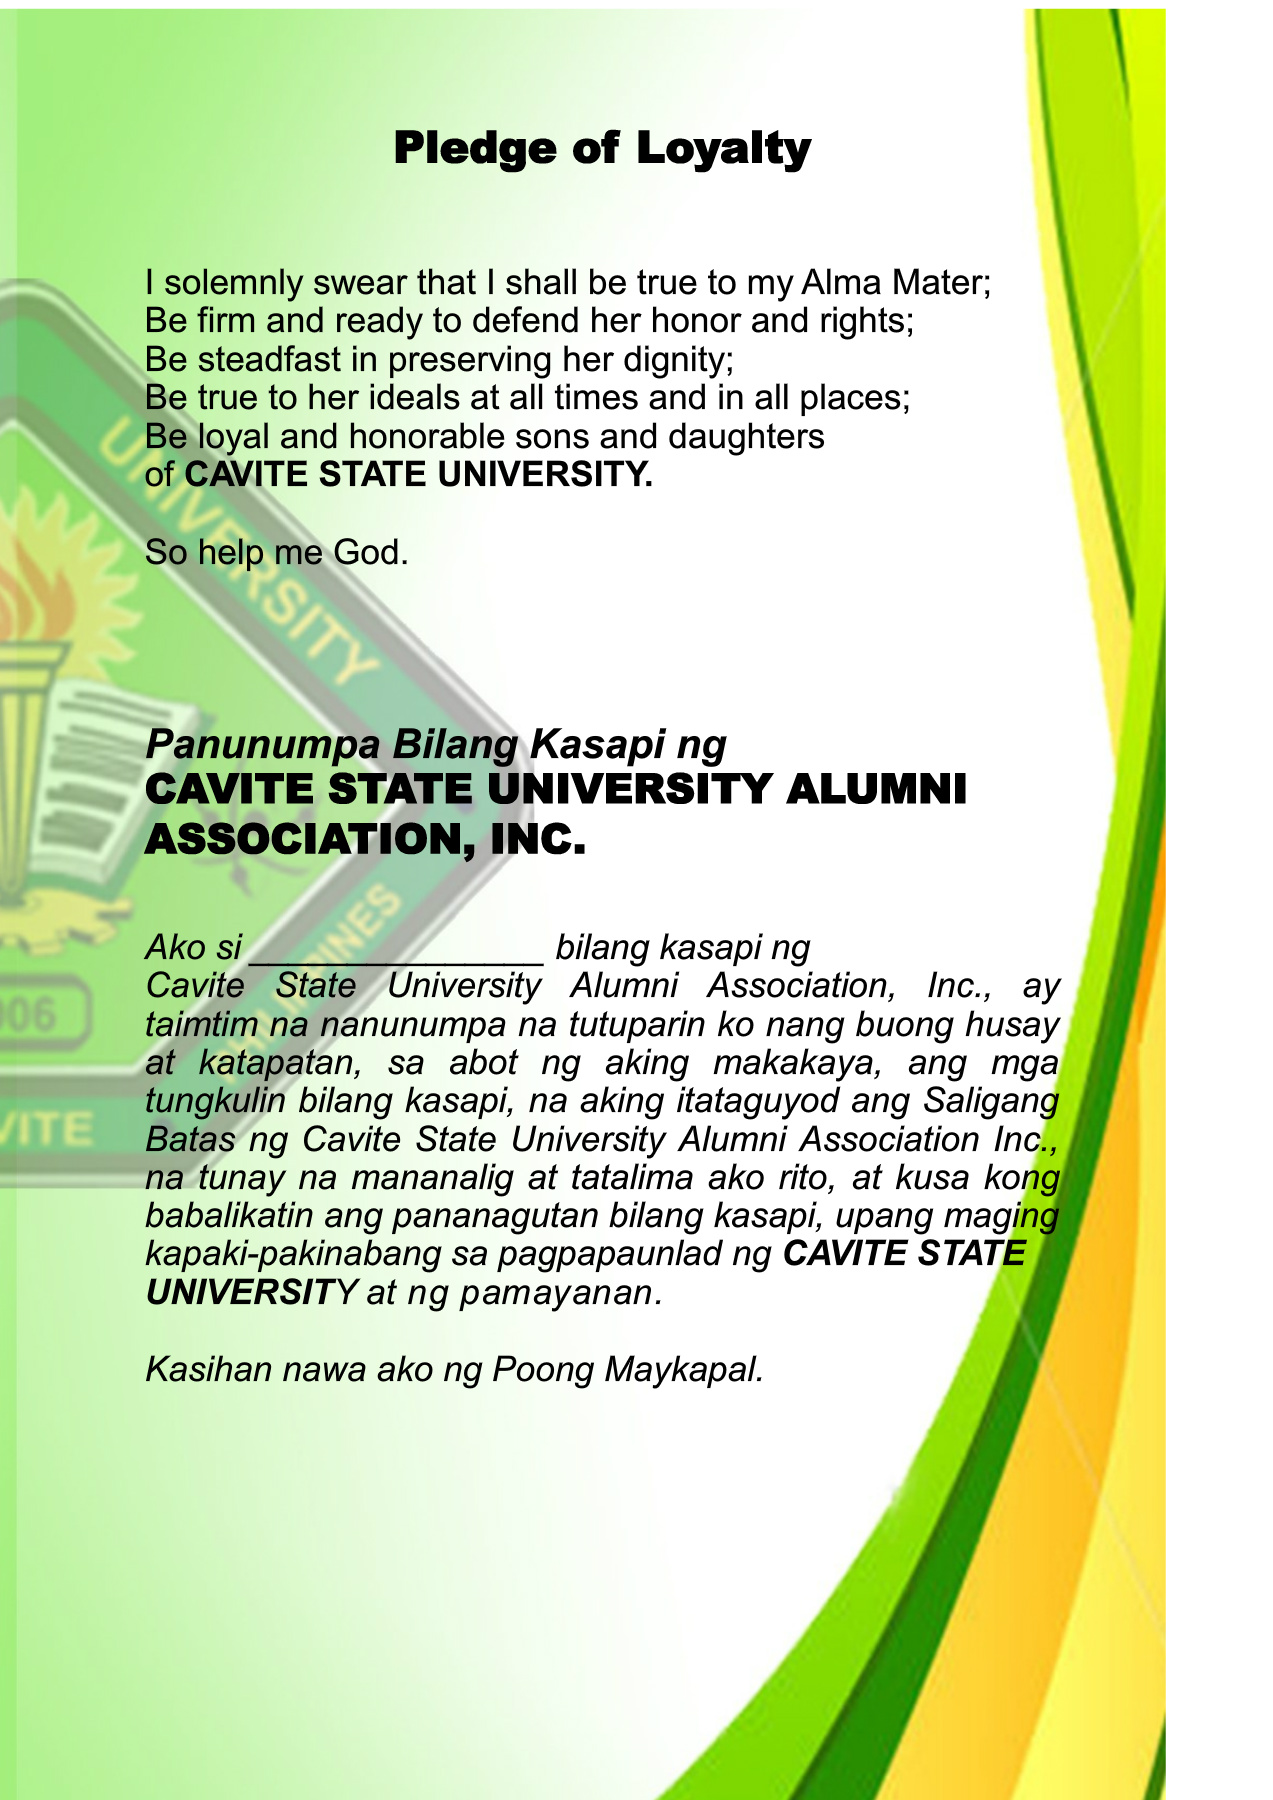 Pledge of Loyalty
I solemnly swear that I shall be true to my Alma Mater;
Be firm and ready to defend her honor and rights;
Be steadfast in preserving her dignity;
Be true to her ideals at all times and in all places;
Be loyal and honorable sons and daughters
of CAVITE STATE UNIVERSITY.
So help me God.
Panunumpa Bilang Kasapi ng
CAVITE STATE UNIVERSITY ALUMNI
ASSOCIATION, INC.
Ako si _______________ bilang kasapi ng
Cavite State University Alumni Association, Inc., ay
taimtim na nanunumpa na tutuparin ko nang buong husay
at katapatan, sa abot ng aking makakaya, ang mga
tungkulin bilang kasapi, na aking itataguyod ang Saligang
Batas ng Cavite State University Alumni Association Inc.,
na tunay na mananalig at tatalima ako rito, at kusa kong
babalikatin ang pananagutan bilang kasapi, upang maging
kapaki-pakinabang sa pagpapaunlad ng CAVITE STATE
UNIVERSITY at ng pamayanan.
Kasihan nawa ako ng Poong Maykapal.
UNIVERSITY
PHILIPPINES
906
VITE